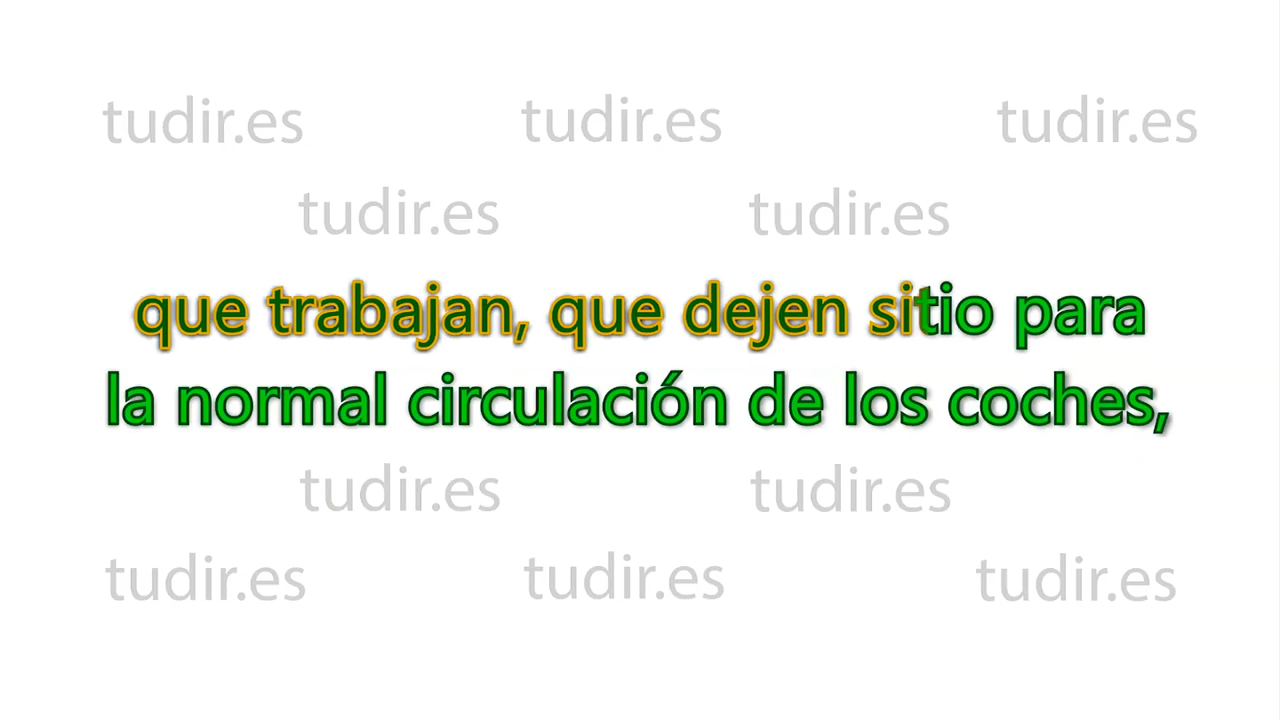 tudir.es tudir.es tudir.es
tudir.es tudir.es
que trabajan, que dejen sitio para
la normal circulación de los coches,
tudir.es tudir.es
tudir.es tudir.es tudir.es